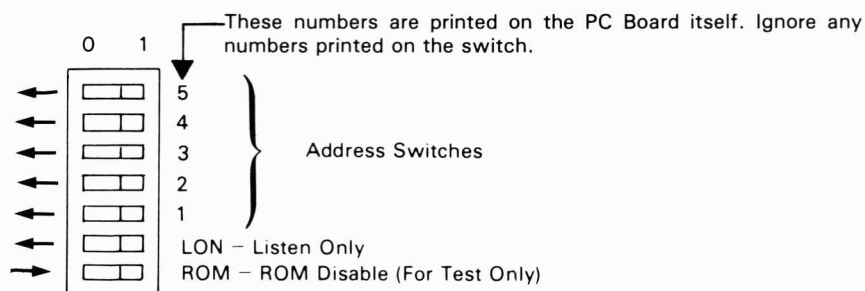 These numbers are printed on the PC Board itself. Ignore any
numbers printed on the switch.
0 1
5
4
3
Address Switches
2
1
LON – Listen Only
ROM – ROM Disable (For Test Only)